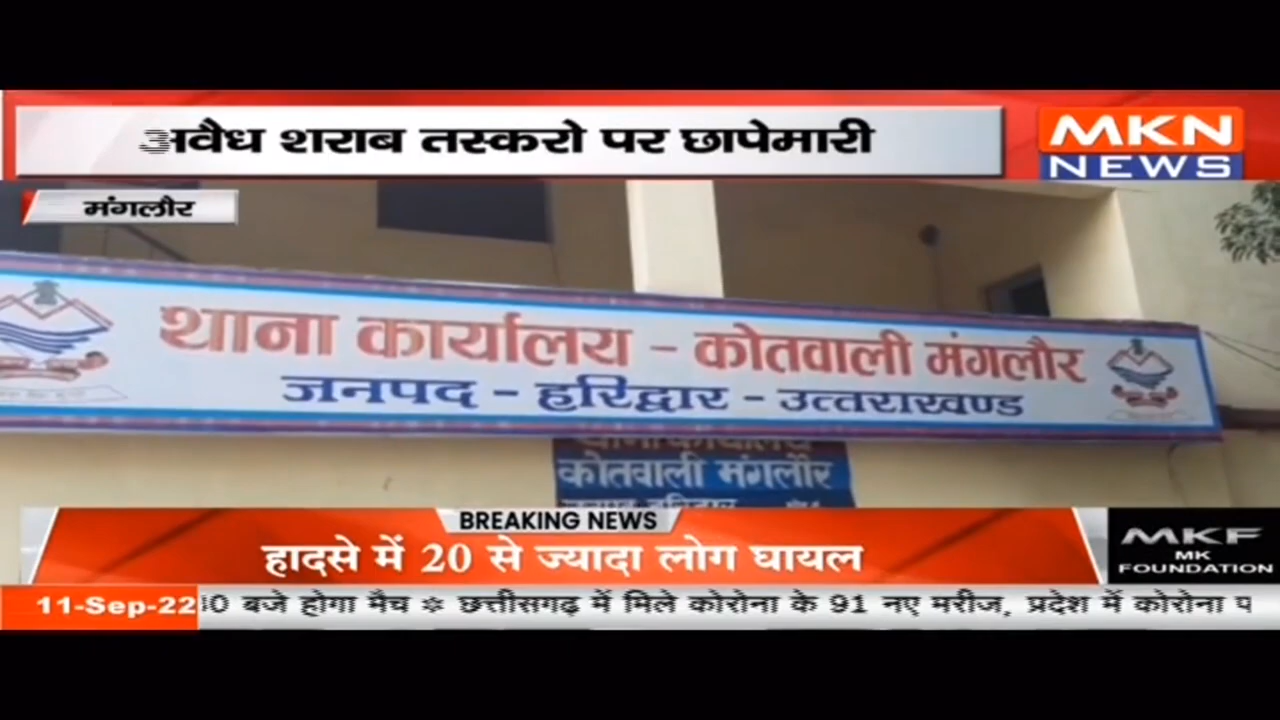 अवैध शराब तस्करो पर छापेमारी
MKN
NEWS
मंगलौर
थाना कार्यालय - कोतवाली मंगलौर
जनपद - हरिद्वार - उत्तराखण्ड
थाना कार्यालय
कोतवाली मंगलौर
BREAKING NEWS
हादसे में 20 से ज्यादा लोग घायल
MKF
MK
FOUNDATION
11-Sep-22
बजे होगा मैच ❉ छत्तीसगढ़ में मिले कोरोना के 91 नए मरीज, प्रदेश में कोरोना